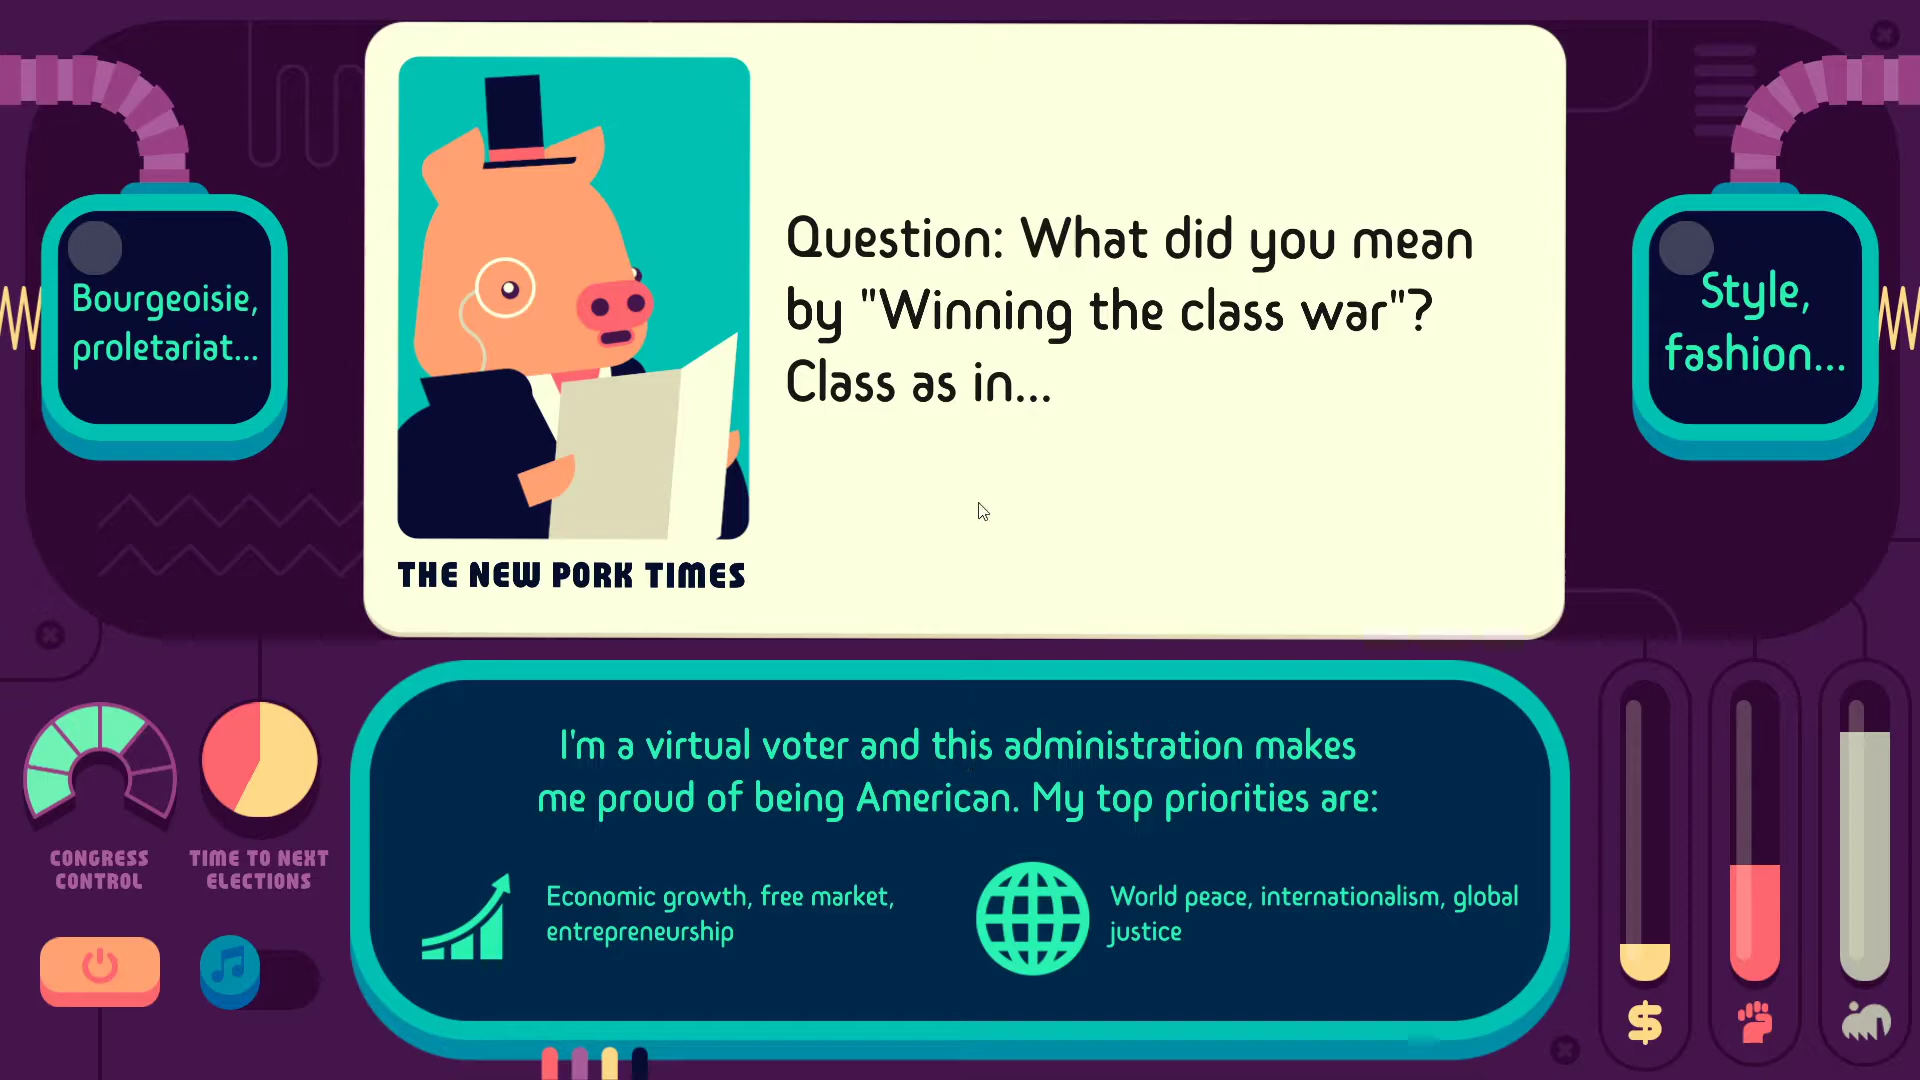 Question: What did you mean
by "Winning the class war"?
Class as in...
Bourgeoisie,
proletariat...
Style,
fashion...
THE NEW PORK TIMES
I'm a virtual voter and this administration makes
me proud of being American. My top priorities are:
Economic growth, free market,
entrepreneurship
World peace, internationalism, global
justice
CONGRESS
CONTROL
TIME TO NEXT
ELECTIONS
$